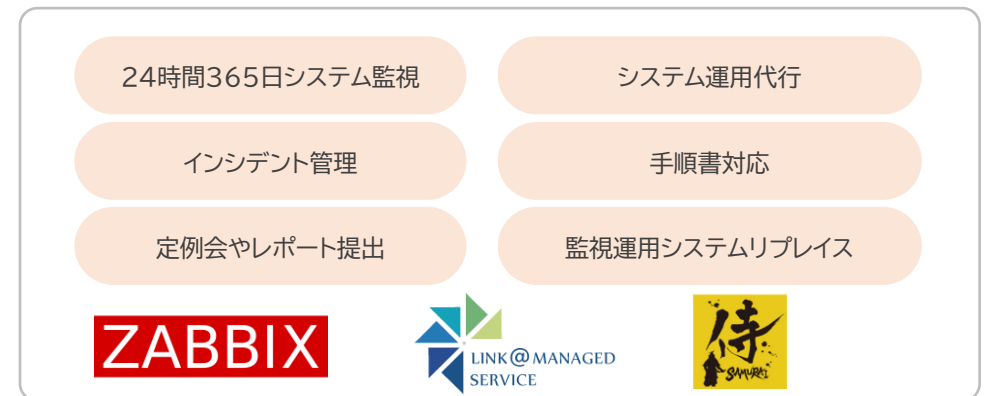 24時間365日システム監視
システム運用代行
インシデント管理
手順書対応
定例会やレポート提出
監視運用システムリプレイス
ZABBIX
LINK@MANAGED
SERVICE
侍
SAMURAI